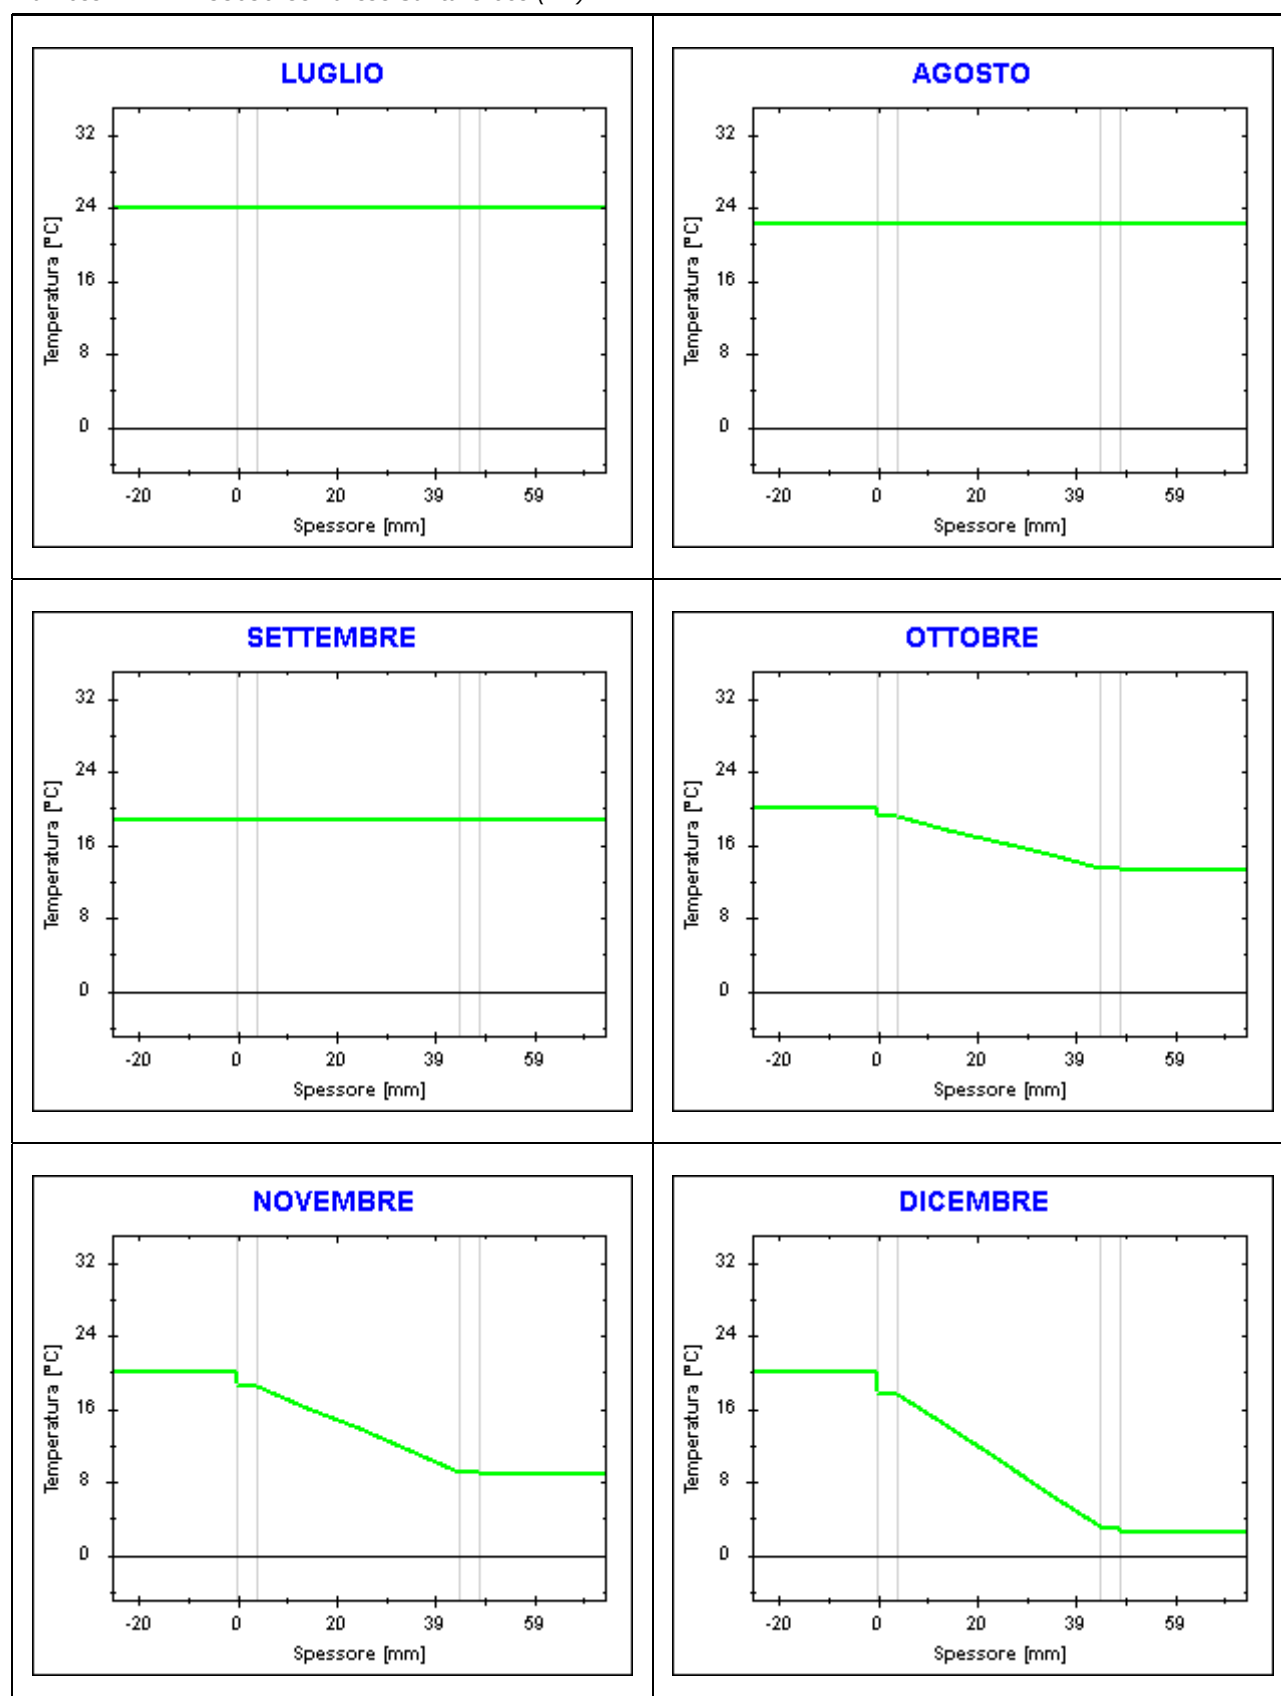 LUGLIO
32
24
16
8
0
Temperatura [°C]
-20 0 20 39 59
Spessore [mm]
AGOSTO
32
24
16
8
0
Temperatura [°C]
-20 0 20 39 59
Spessore [mm]
SETTEMBRE
32
24
16
8
0
Temperatura [°C]
-20 0 20 39 59
Spessore [mm]
OTTOBRE
32
24
16
8
0
Temperatura [°C]
-20 0 20 39 59
Spessore [mm]
NOVEMBRE
32
24
16
8
0
Temperatura [°C]
-20 0 20 39 59
Spessore [mm]
DICEMBRE
32
24
16
8
0
Temperatura [°C]
-20 0 20 39 59
Spessore [mm]